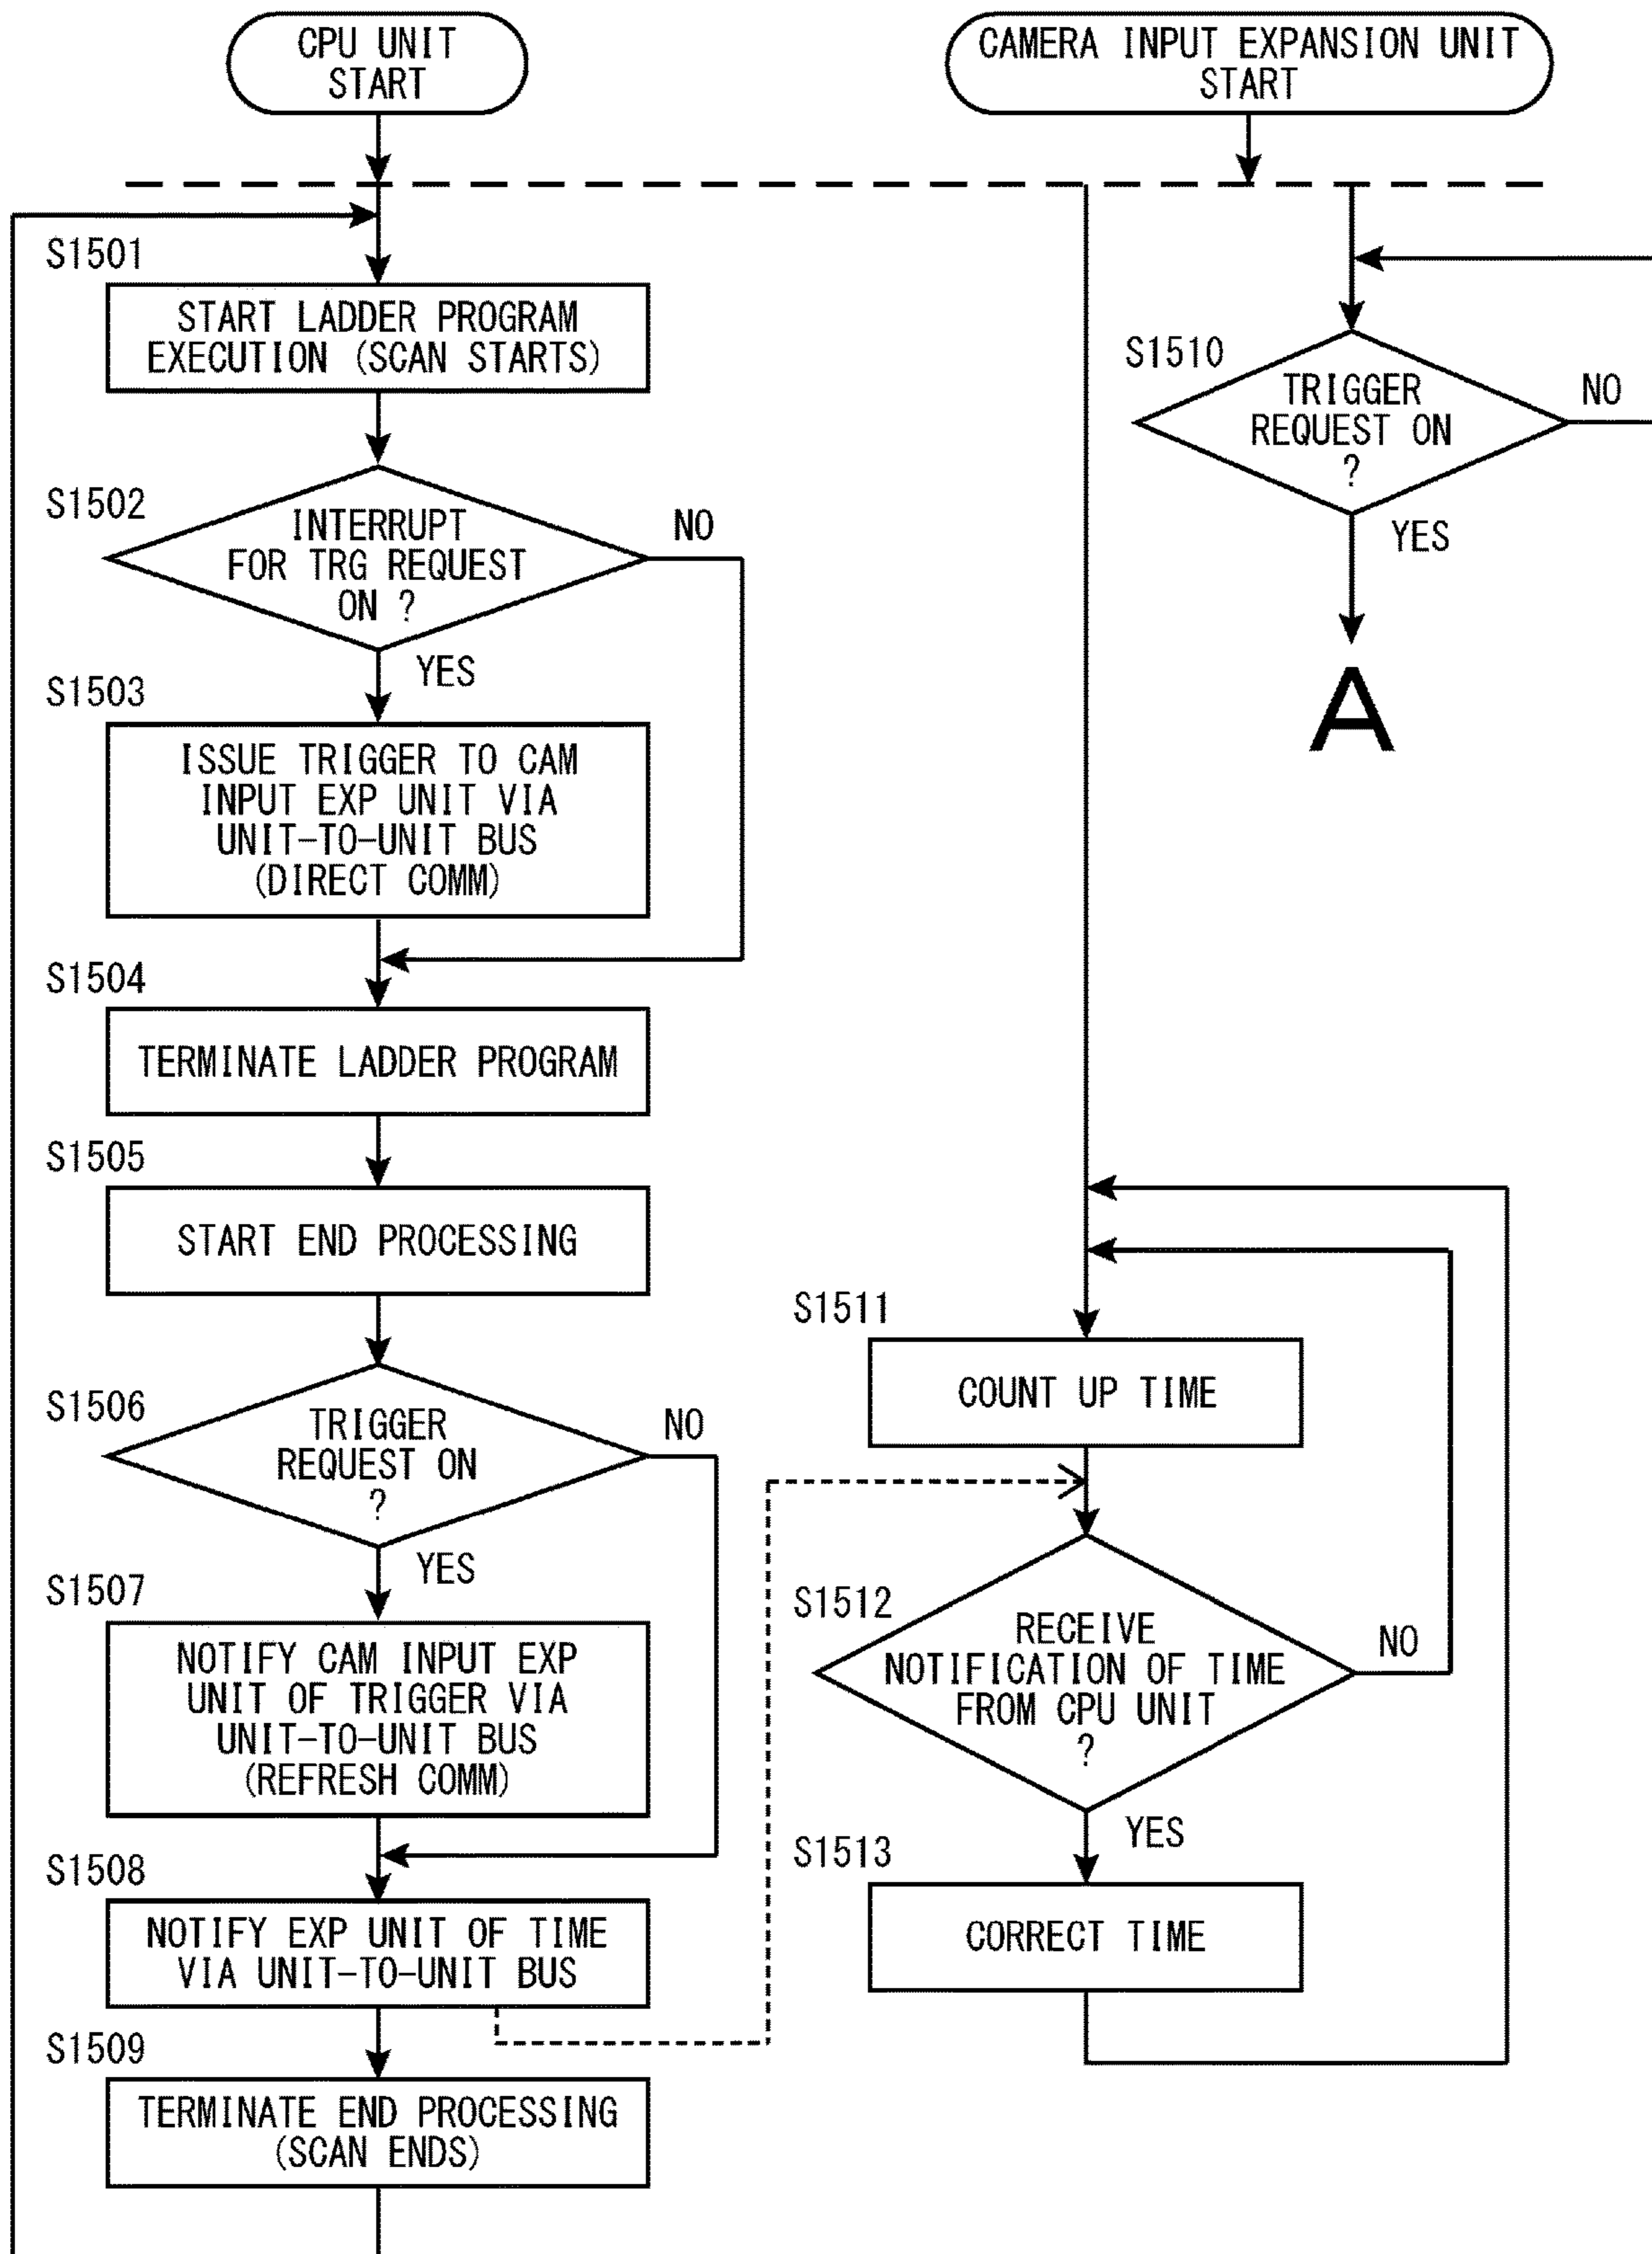 CPU UNIT
START
S1501
START LADDER PROGRAM
EXECUTION (SCAN STARTS)
S1502
INTERRUPT
FOR TRG REQUEST
ON ?
NO
YES
S1503
ISSUE TRIGGER TO CAM
INPUT EXP UNIT VIA
UNIT-TO-UNIT BUS
(DIRECT COMM)
S1504
TERMINATE LADDER PROGRAM
S1505
START END PROCESSING
S1506
TRIGGER
REQUEST ON
?
NO
YES
S1507
NOTIFY CAM INPUT EXP
UNIT OF TRIGGER VIA
UNIT-TO-UNIT BUS
(REFRESH COMM)
S1508
NOTIFY EXP UNIT OF TIME
VIA UNIT-TO-UNIT BUS
S1509
TERMINATE END PROCESSING
(SCAN ENDS)
CAMERA INPUT EXPANSION UNIT
START
S1510
TRIGGER
REQUEST ON
?
NO
YES
A
S1511
COUNT UP TIME
S1512
RECEIVE
NOTIFICATION OF TIME
FROM CPU UNIT
?
NO
YES
S1513
CORRECT TIME